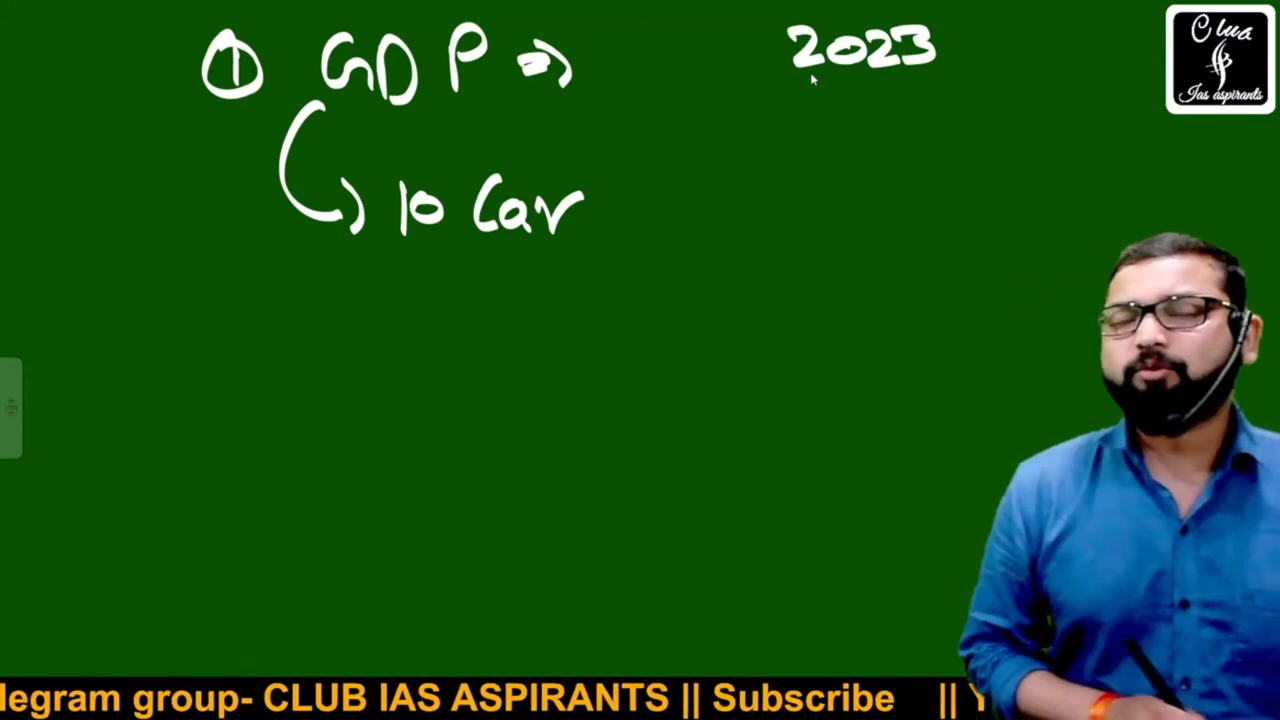 ① GDP ⇒ 2023
10 Car
Club
Ias aspirants
legram group- CLUB IAS ASPIRANTS || Subscribe || Y